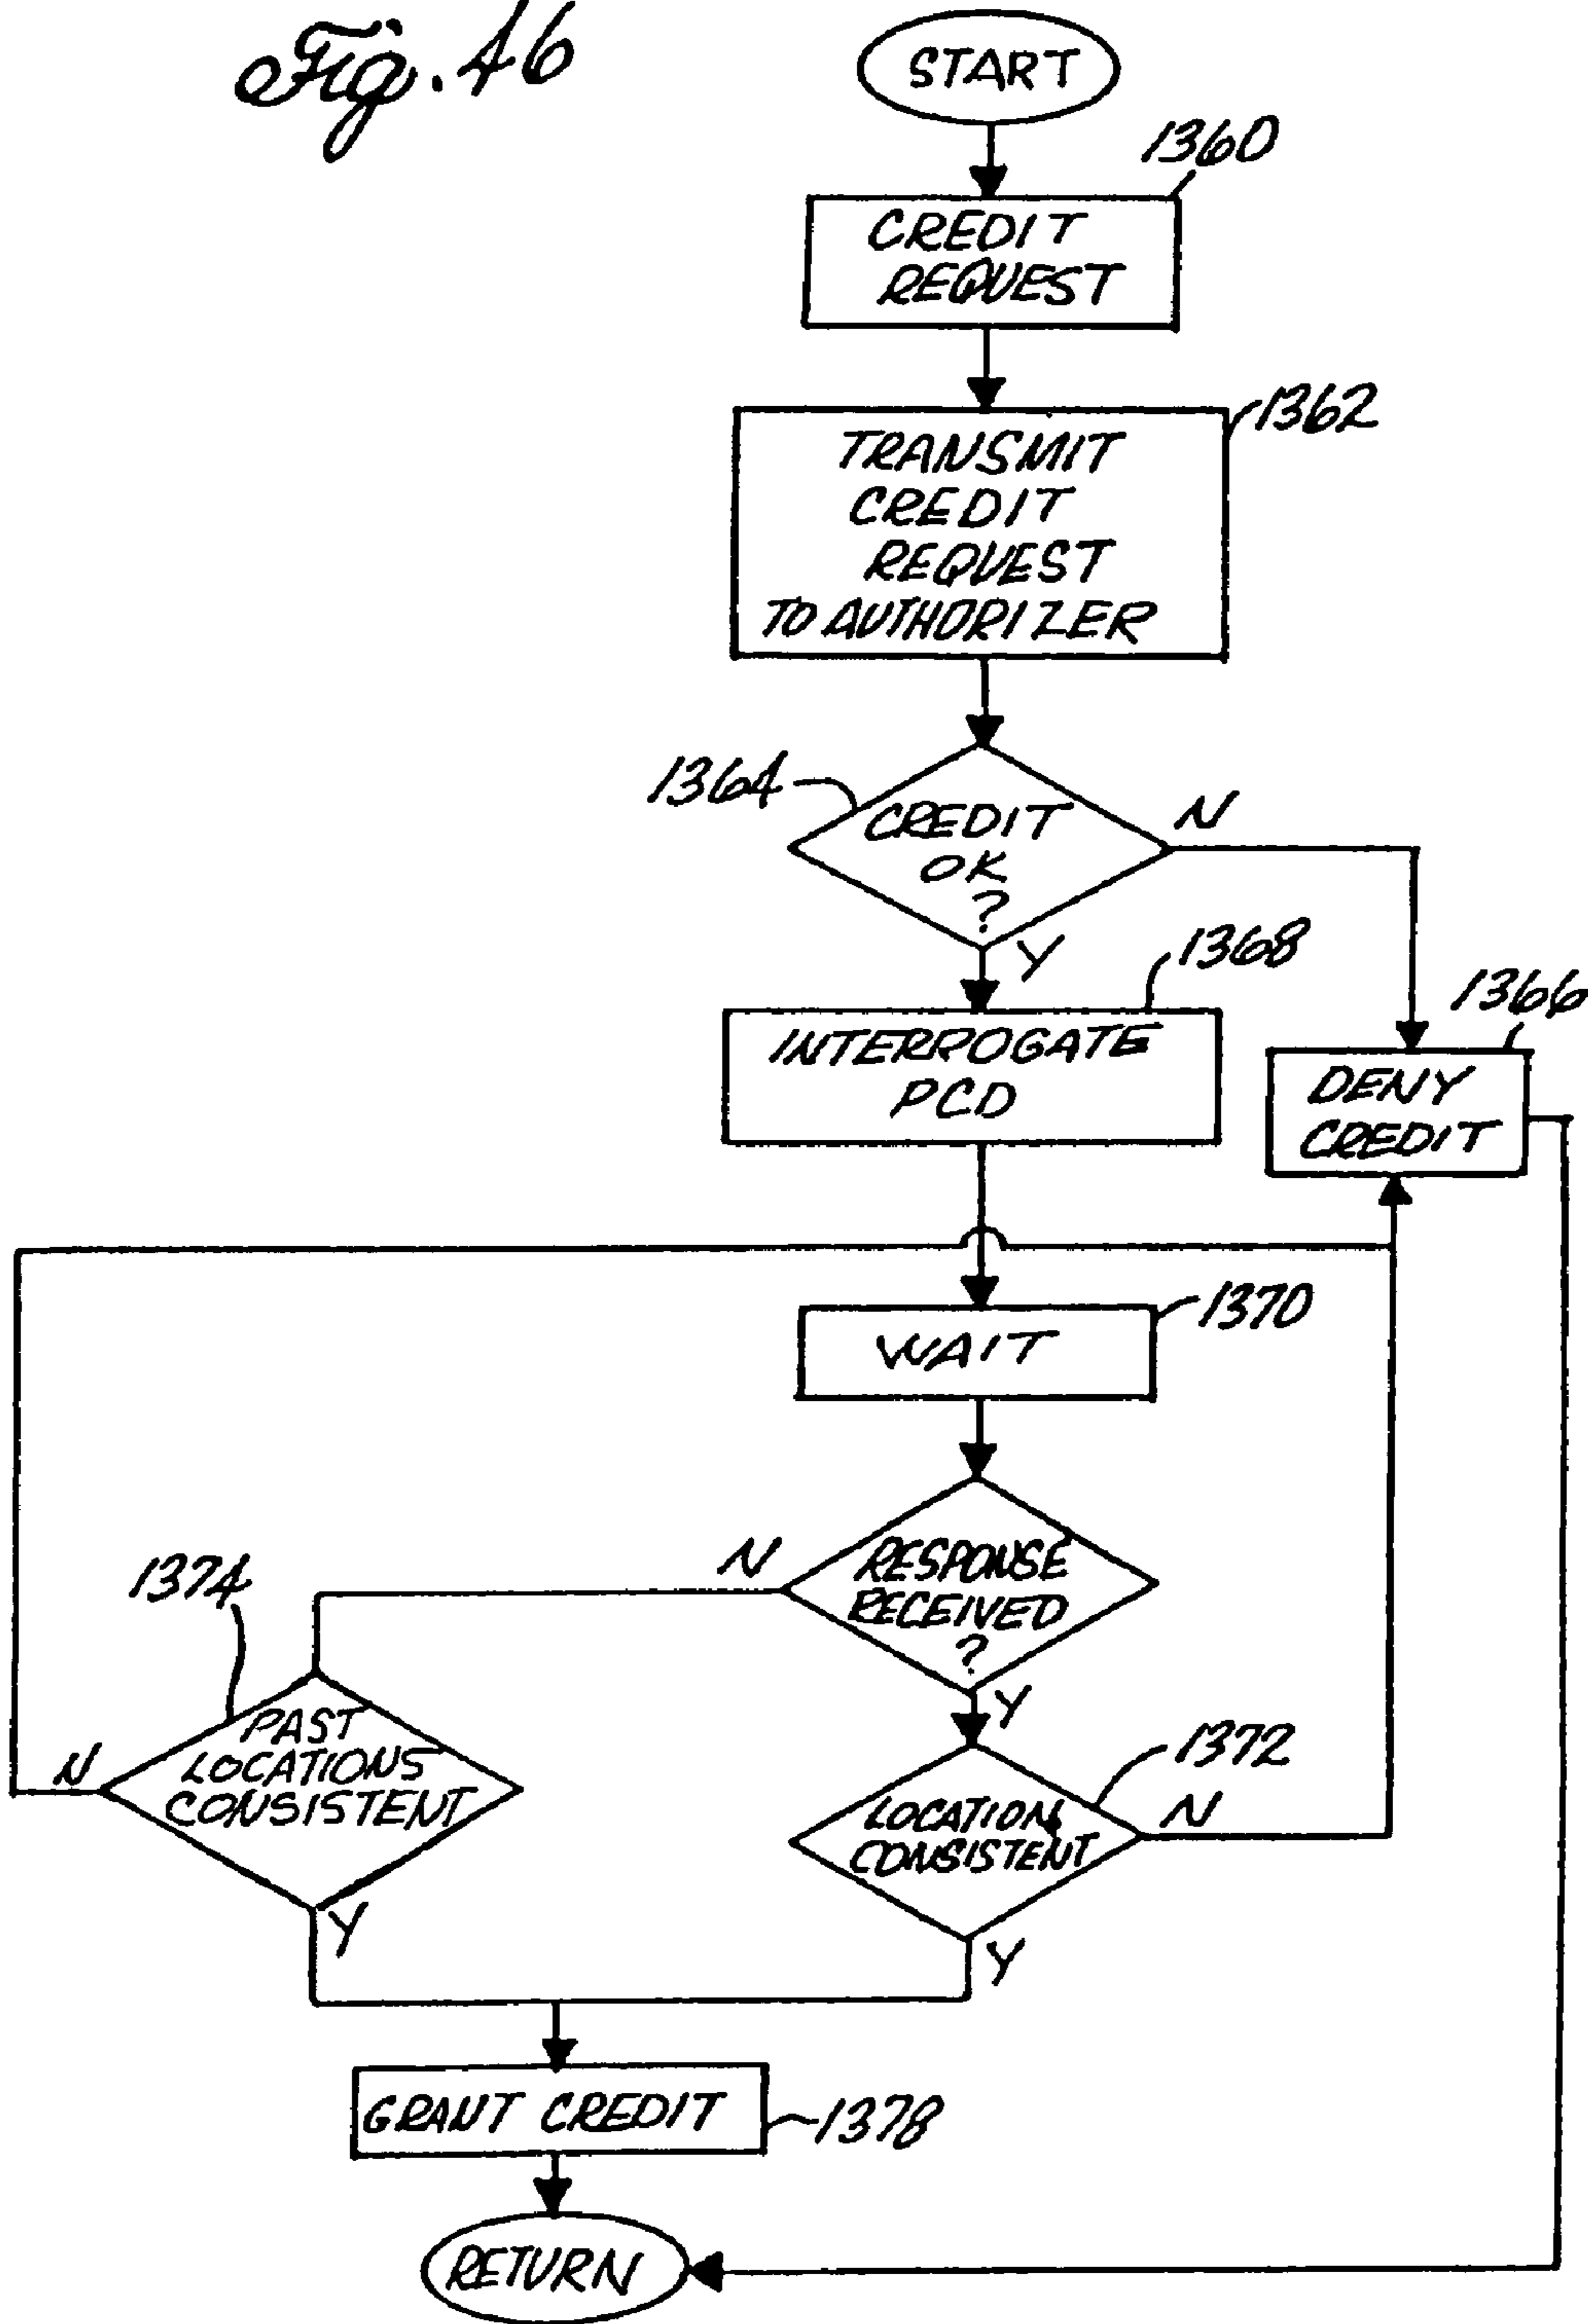 Fig. 46
START
1360
CREDIT
REQUEST
1362
TRANSMIT
CREDIT
REQUEST
TO AUTHORIZER
1364
CREDIT
OK
?
N
Y
1368
INTERROGATE
PCD
1366
DENY
CREDIT
1370
WAIT
RESPONSE
RECEIVED
?
N
Y
1374
PAST
LOCATIONS
CONSISTENT
N
Y
1372
LOCATION
CONSISTENT
N
Y
GRANT CREDIT
1378
RETURN